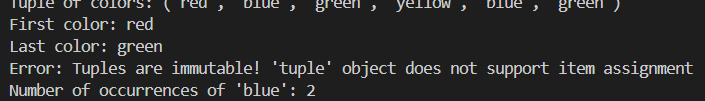 Tuple of colors: ('red', 'blue', 'green', 'yellow', 'blue', 'green')
First color: red
Last color: green
Error: Tuples are immutable! 'tuple' object does not support item assignment
Number of occurrences of 'blue': 2